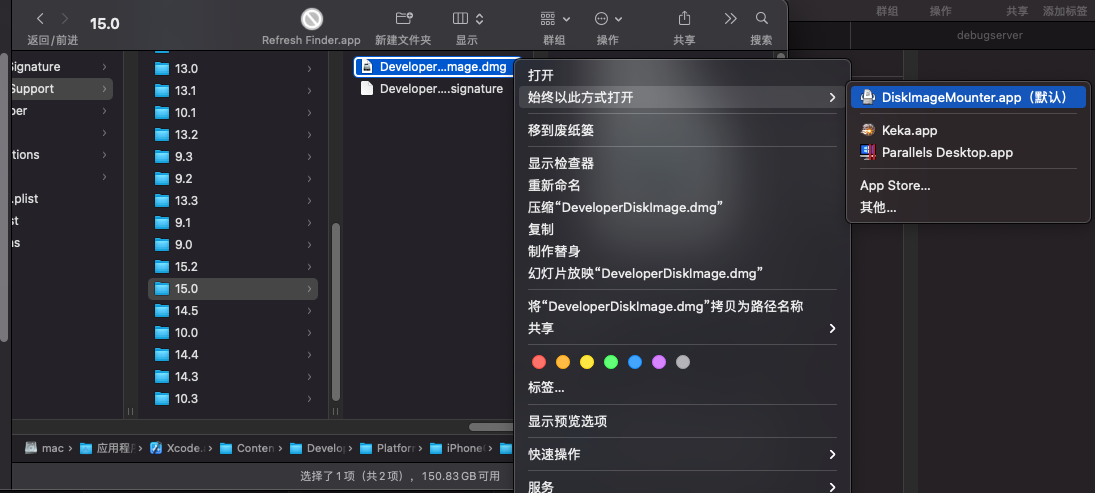 15.0
返回/前进
Refresh Finder.app
新建文件夹
显示
群组
操作
共享
搜索
群组
操作
共享
添加标签
debugserver
ignature
Support
per
tions
.plist
st
ns
13.0
13.1
10.1
13.2
9.3
9.2
13.3
9.1
9.0
15.2
15.0
14.5
10.0
14.4
14.3
10.3
Developer...mage.dmg
Developer....signature
打开
始终以此方式打开
移到废纸篓
显示检查器
重新命名
压缩“DeveloperDiskImage.dmg”
复制
制作替身
幻灯片放映“DeveloperDiskImage.dmg”
将“DeveloperDiskImage.dmg”拷贝为路径名称
共享
标签...
显示预览选项
快速操作
服务
DiskImageMounter.app（默认）
Keka.app
Parallels Desktop.app
App Store...
其他...
mac
应用程
Xcode.
Conten
Develo
Platfor
iPhone
选择了1项（共2项），150.83 GB可用